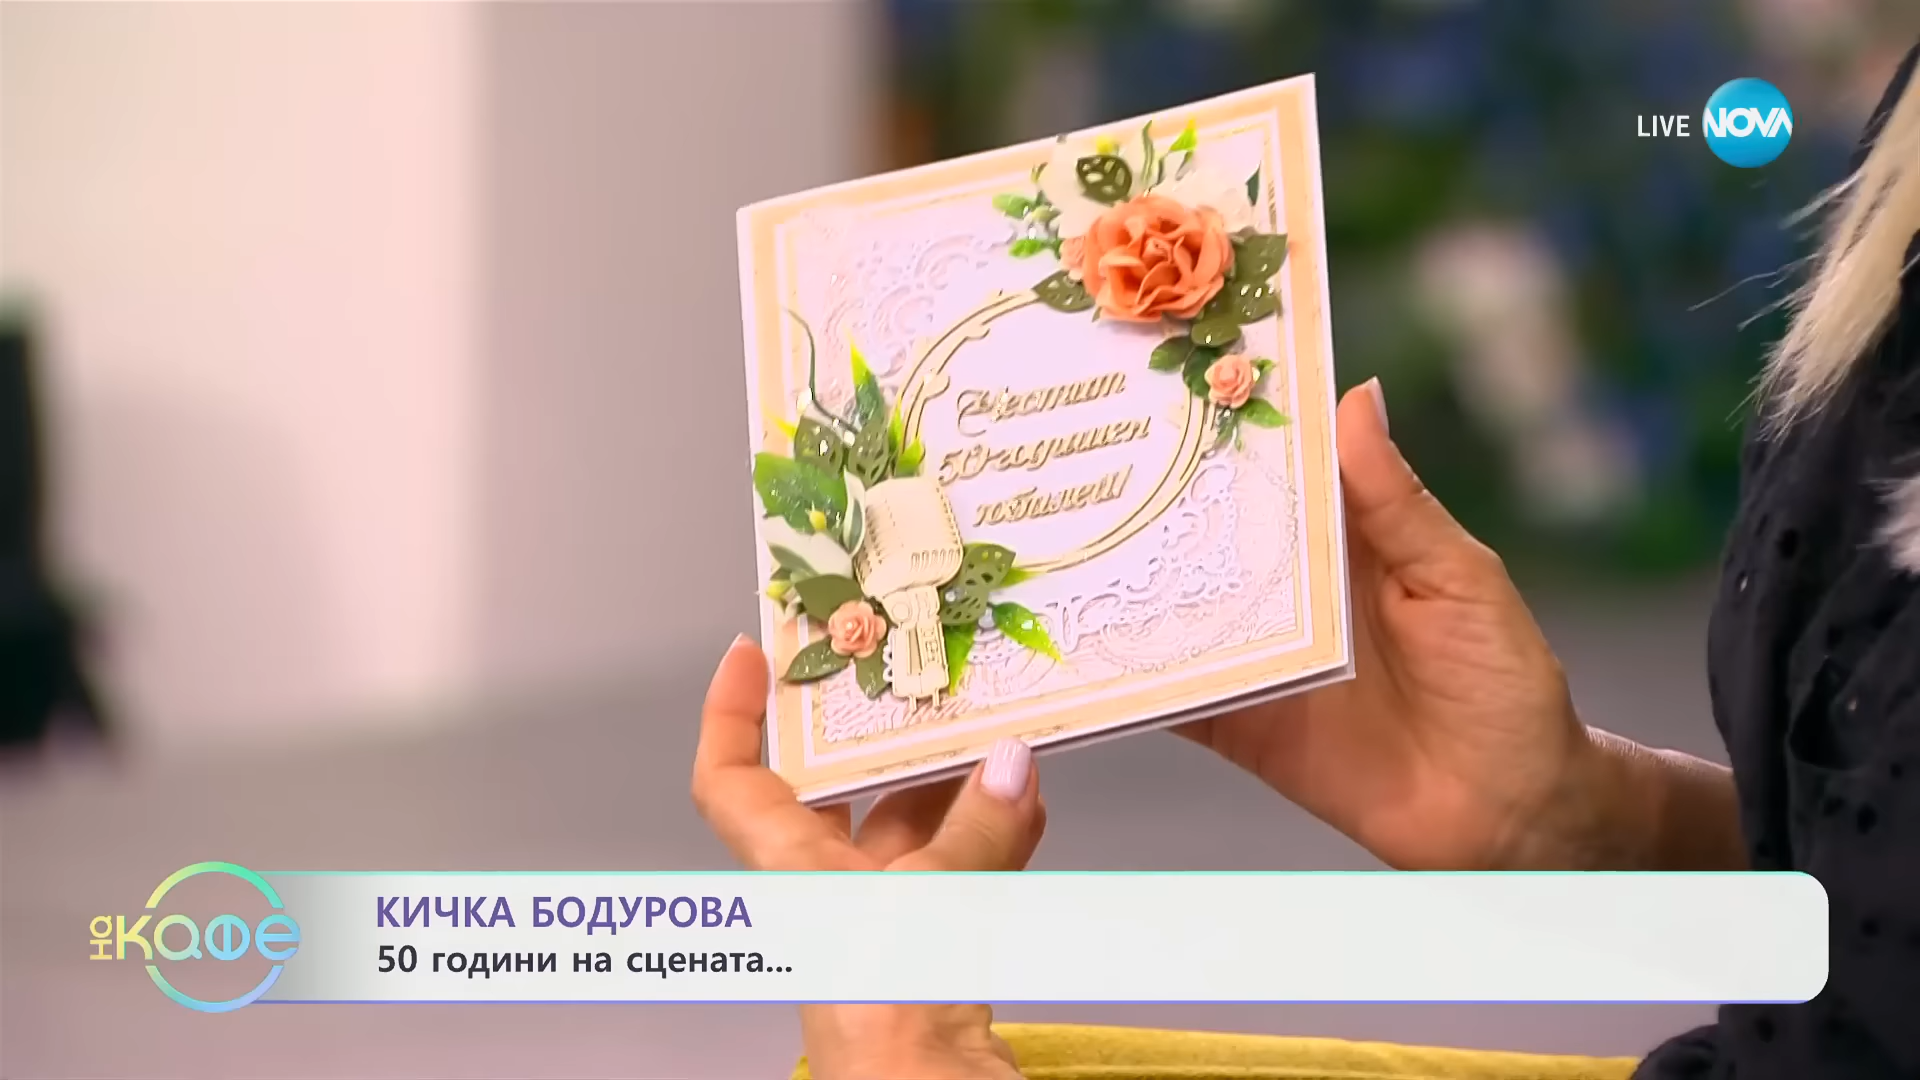 LIVE NOVA
Честит
50-годишен
юбилей!
на кафе
КИЧКА БОДУРОВА
50 години на сцената...